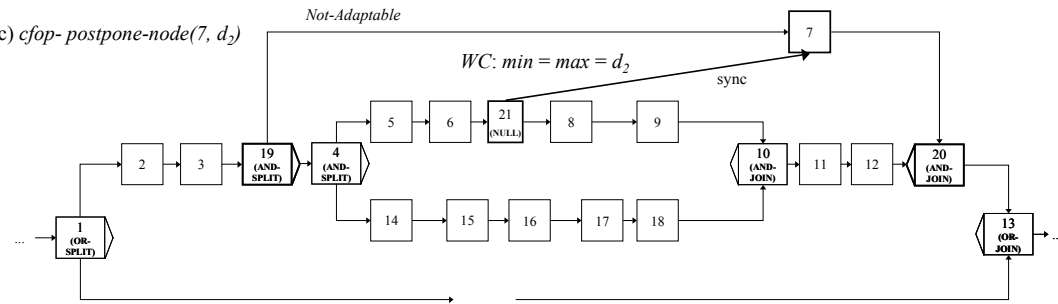 Not-Adaptable
c) cfop- postpone-node(7, d2)
7
WC: min = max = d2
sync
5
6
21
(NULL)
8
9
2
3
19
(AND-
SPLIT)
4
(AND-
SPLIT)
10
(AND-
JOIN)
11
12
20
(AND-
JOIN)
14
15
16
17
18
...
1
(OR-
SPLIT)
13
(OR-
JOIN)
...